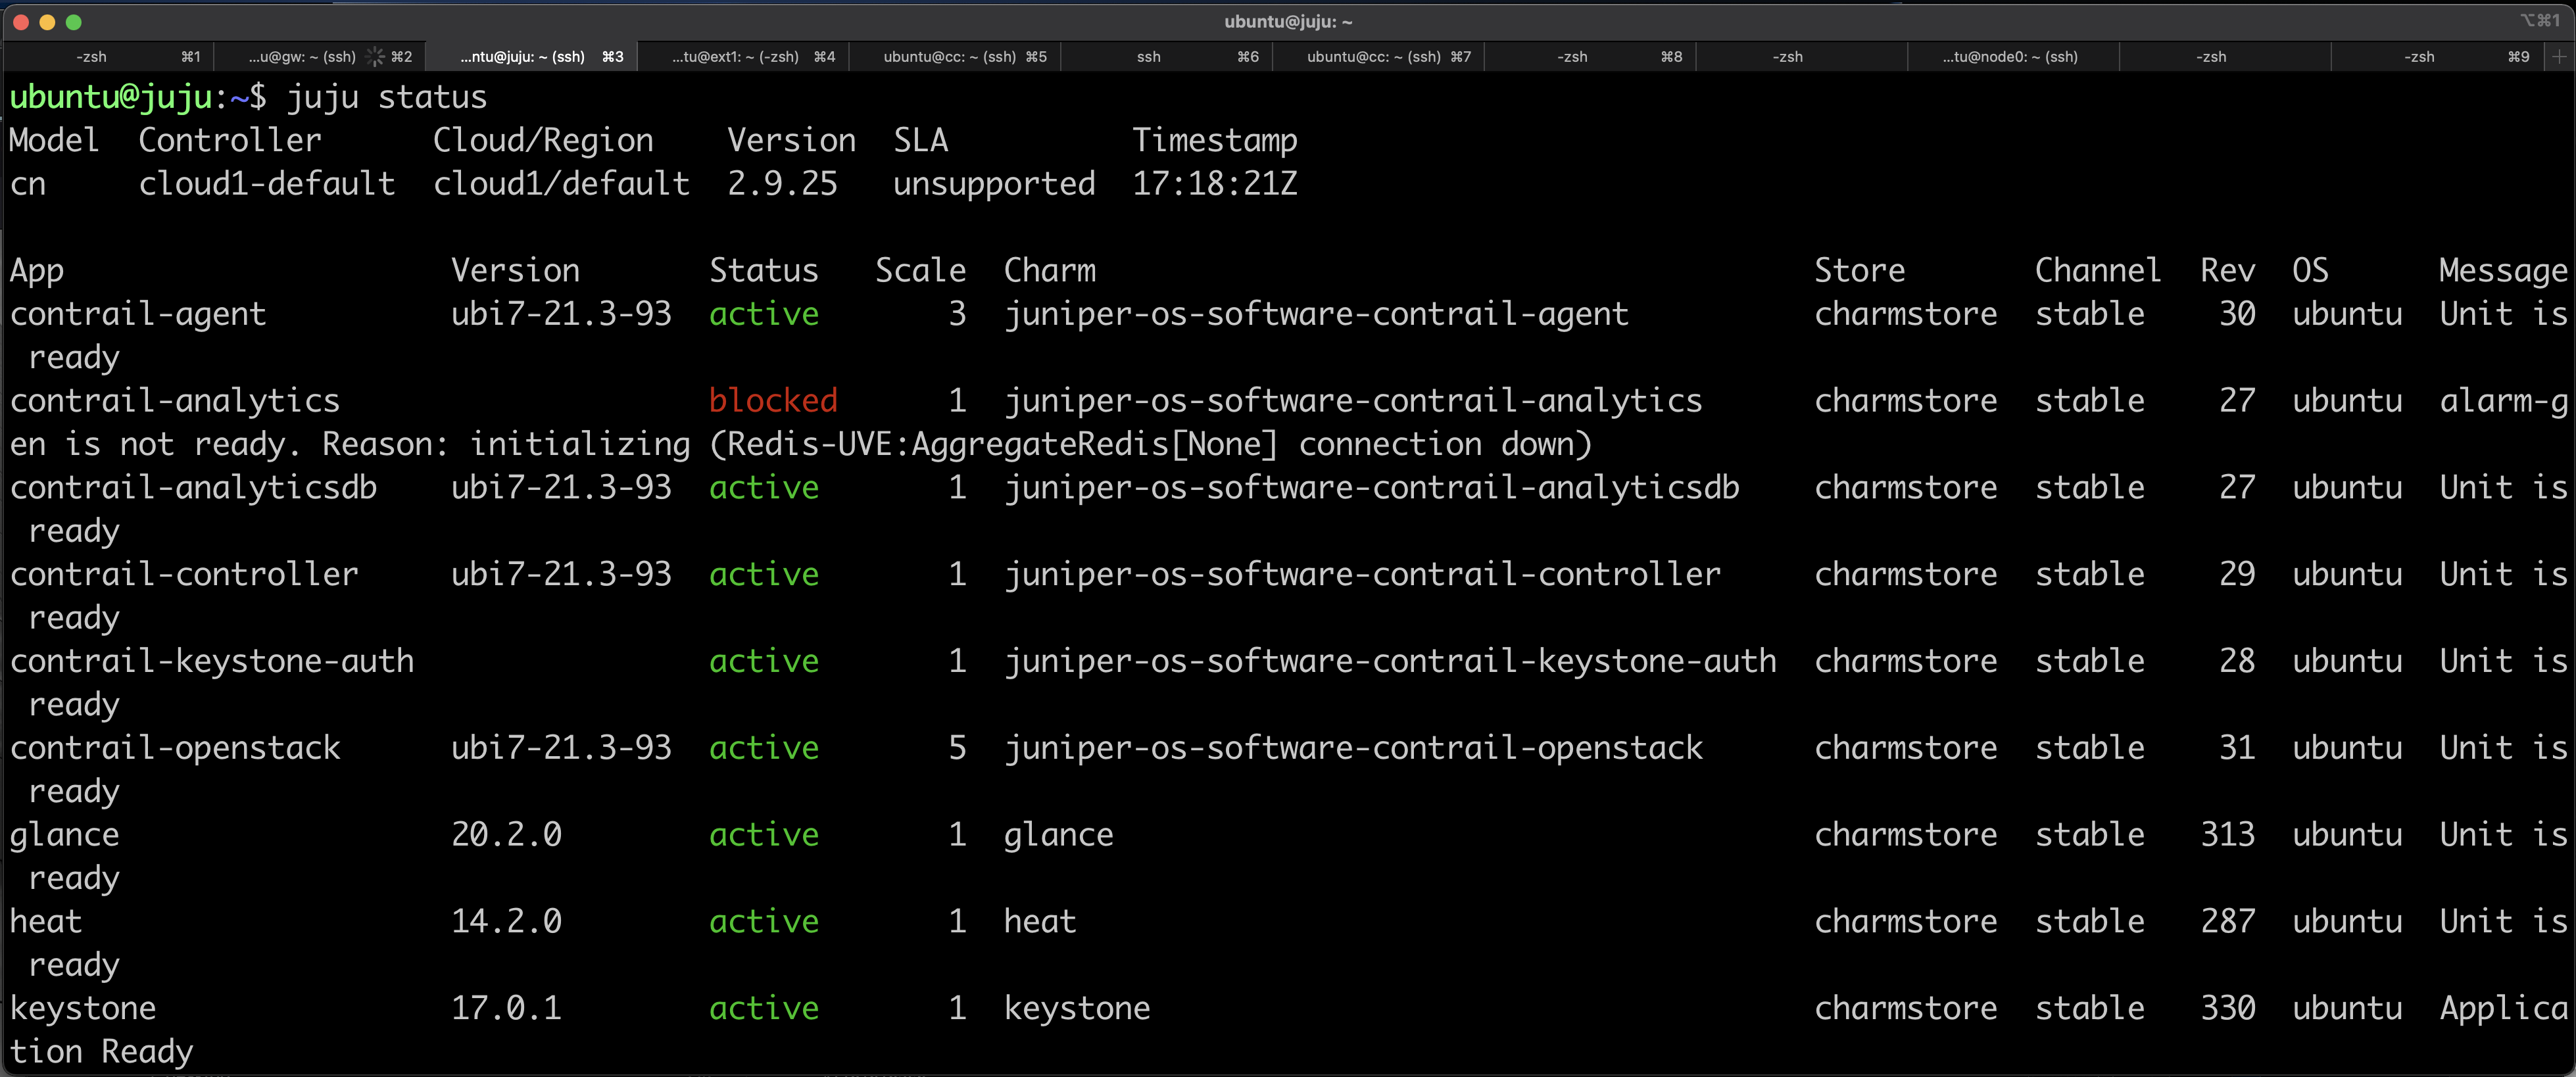 ubuntu@juju: ~
⌥⌘1
-zsh ⌘1 ...u@gw: ~ (ssh) ⌘2 ...ntu@juju: ~ (ssh) ⌘3 ...tu@ext1: ~ (-zsh) ⌘4 ubuntu@cc: ~ (ssh) ⌘5 ssh ⌘6 ubuntu@cc: ~ (ssh) ⌘7 -zsh ⌘8 -zsh ...tu@node0: ~ (ssh) -zsh -zsh ⌘9
ubuntu@juju:~$ juju status
Model  Controller      Cloud/Region    Version  SLA          Timestamp
cn     cloud1-default  cloud1/default  2.9.25   unsupported  17:18:21Z
App                     Version       Status   Scale  Charm                                       Store       Channel  Rev  OS      Message
contrail-agent          ubi7-21.3-93  active       3  juniper-os-software-contrail-agent          charmstore  stable    30  ubuntu  Unit is
 ready
contrail-analytics                    blocked      1  juniper-os-software-contrail-analytics      charmstore  stable    27  ubuntu  alarm-g
en is not ready. Reason: initializing (Redis-UVE:AggregateRedis[None] connection down)
contrail-analyticsdb    ubi7-21.3-93  active       1  juniper-os-software-contrail-analyticsdb    charmstore  stable    27  ubuntu  Unit is
 ready
contrail-controller     ubi7-21.3-93  active       1  juniper-os-software-contrail-controller     charmstore  stable    29  ubuntu  Unit is
 ready
contrail-keystone-auth                active       1  juniper-os-software-contrail-keystone-auth  charmstore  stable    28  ubuntu  Unit is
 ready
contrail-openstack      ubi7-21.3-93  active       5  juniper-os-software-contrail-openstack      charmstore  stable    31  ubuntu  Unit is
 ready
glance                  20.2.0        active       1  glance                                      charmstore  stable   313  ubuntu  Unit is
 ready
heat                    14.2.0        active       1  heat                                        charmstore  stable   287  ubuntu  Unit is
 ready
keystone                17.0.1        active       1  keystone                                    charmstore  stable   330  ubuntu  Applica
tion Ready